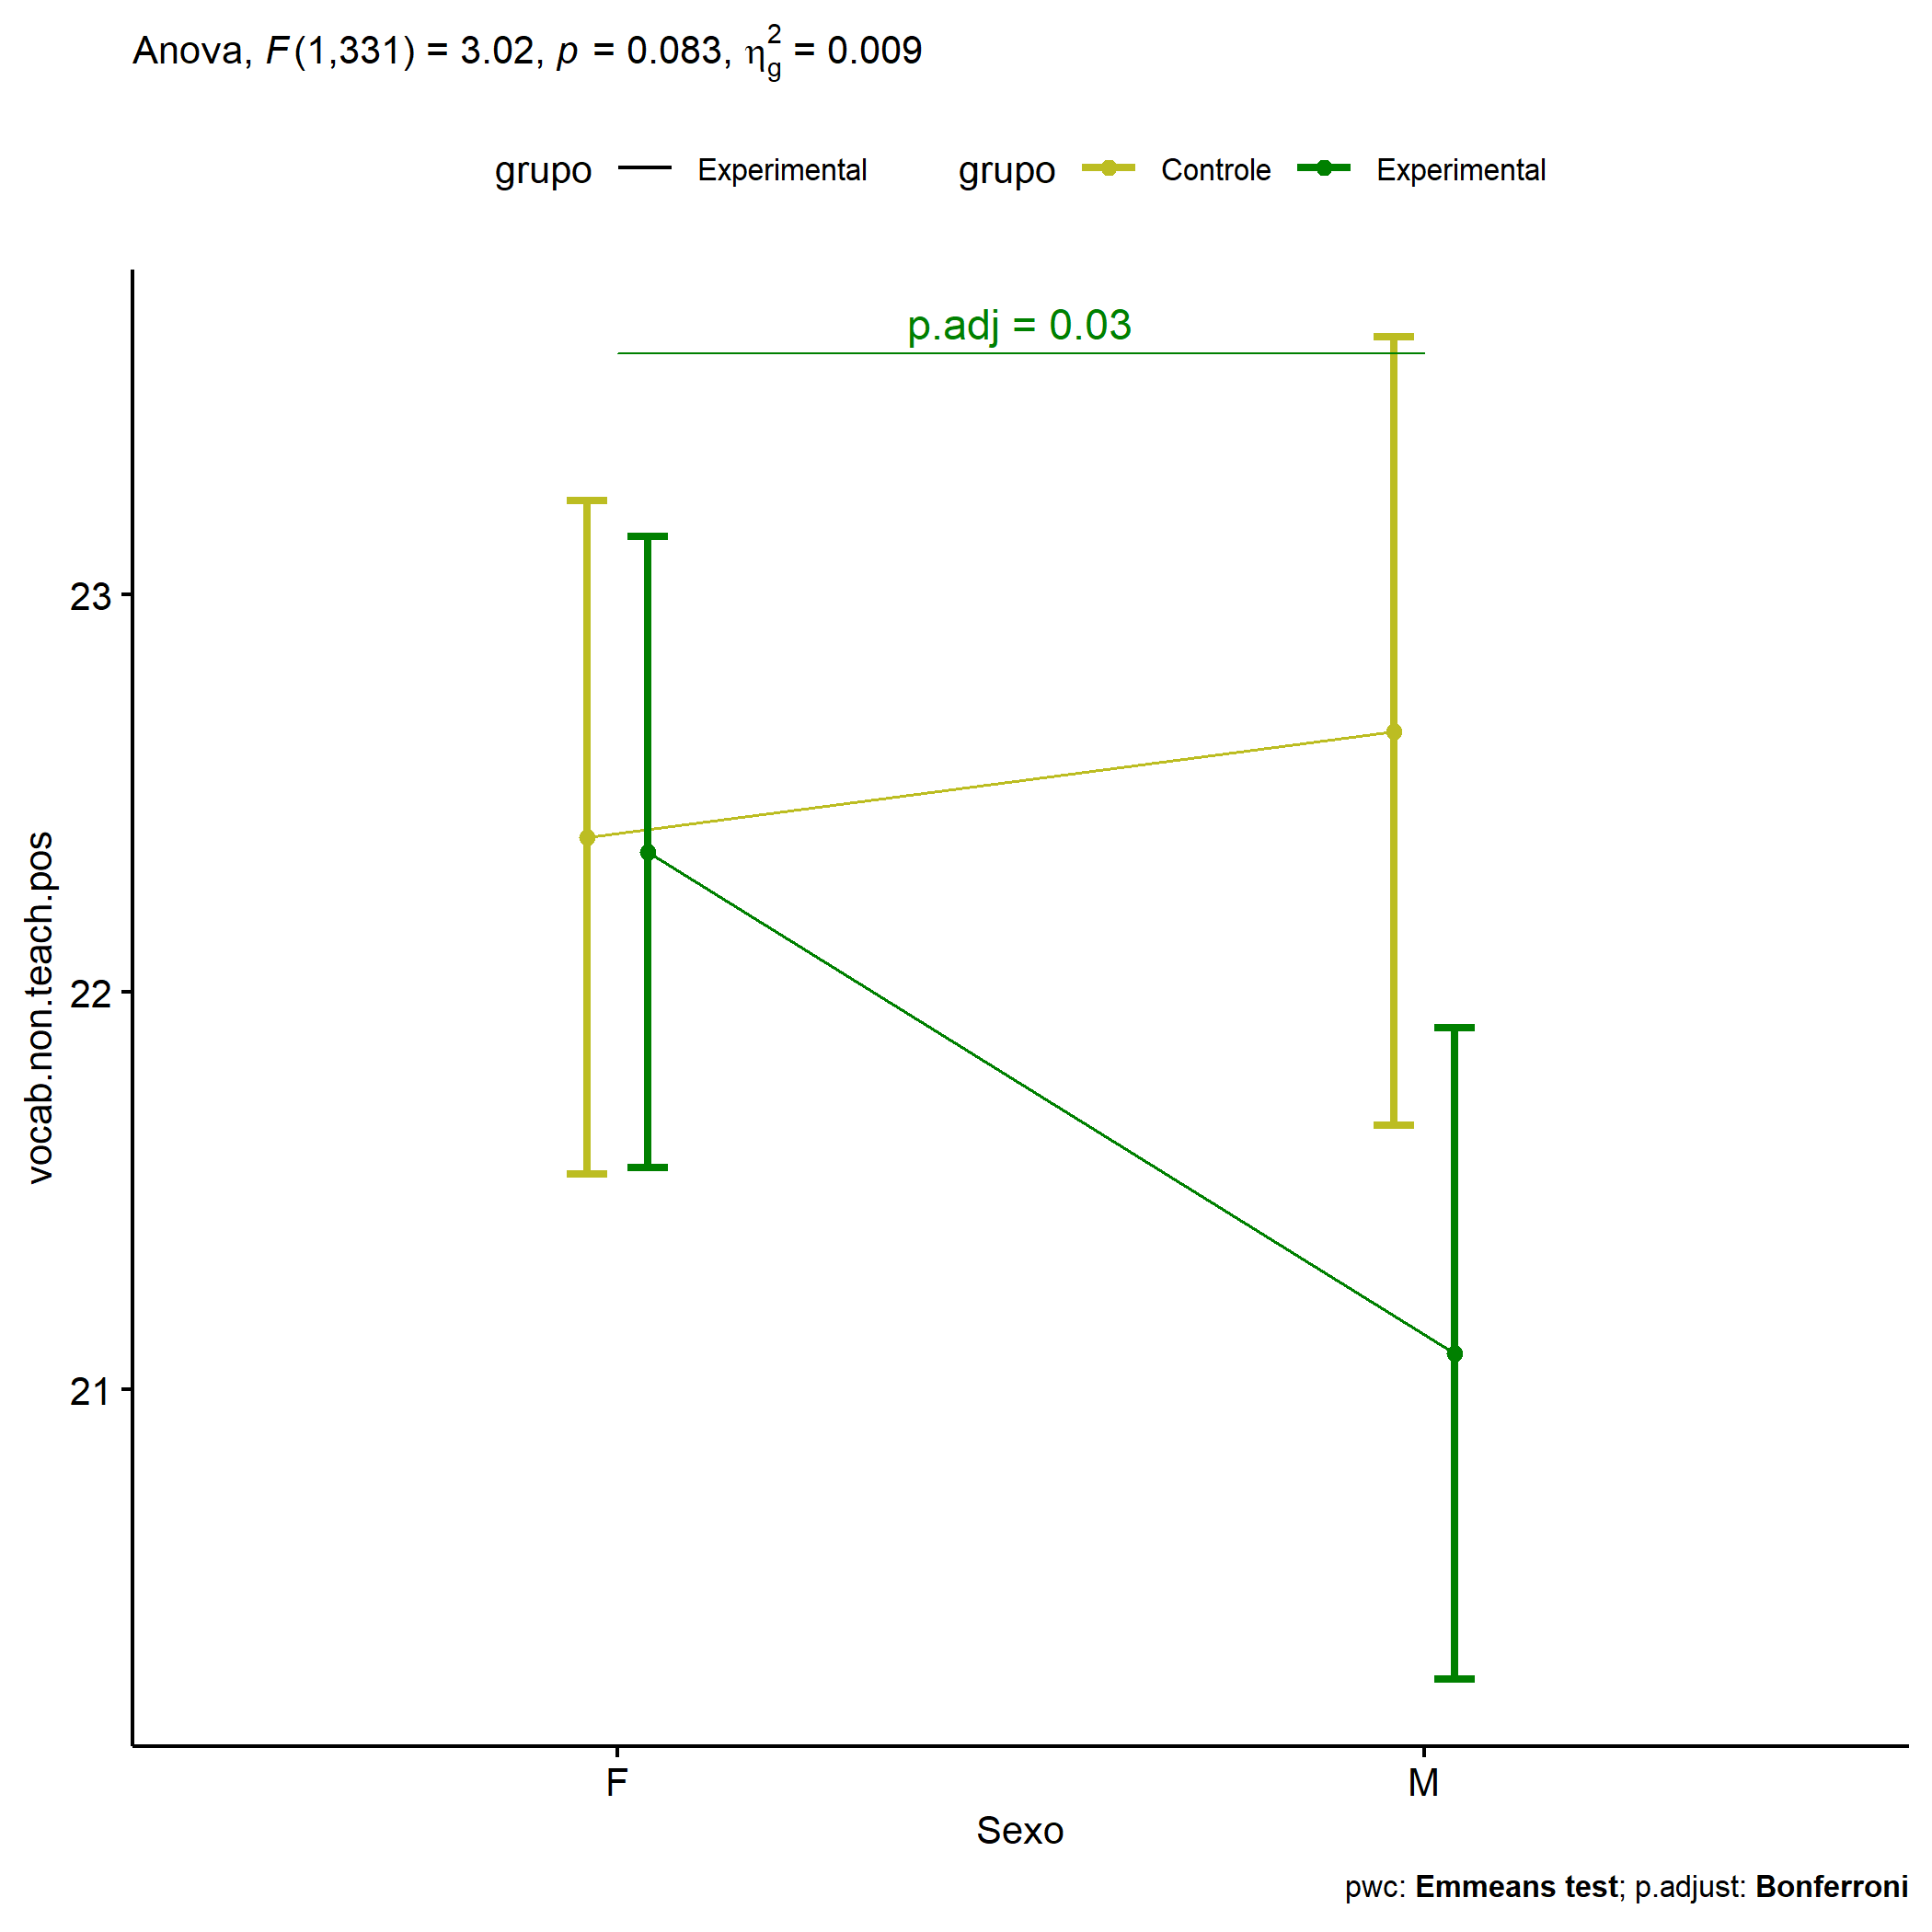 Anova, F(1,331) = 3.02, p = 0.083, η²g = 0.009
grupo Experimental grupo Controle Experimental
p.adj = 0.03
23
22
21
vocab.non.teach.pos
F M
Sexo
pwc: Emmeans test; p.adjust: Bonferroni